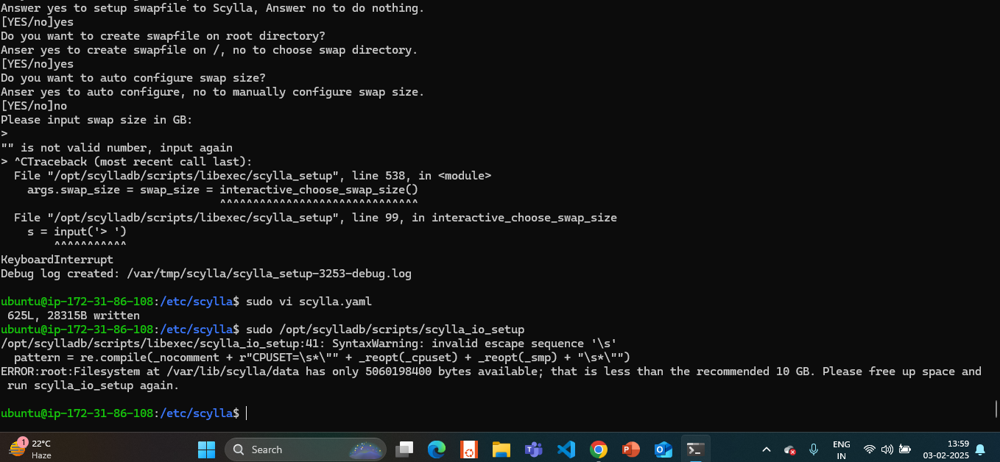 Answer yes to setup swapfile to Scylla, Answer no to do nothing.
[YES/no]yes
Do you want to create swapfile on root directory?
Anser yes to create swapfile on /, no to choose swap directory.
[YES/no]yes
Do you want to auto configure swap size?
Anser yes to auto configure, no to manually configure swap size.
[YES/no]no
Please input swap size in GB:
>
"" is not valid number, input again
> ^CTraceback (most recent call last):
  File "/opt/scylladb/scripts/libexec/scylla_setup", line 538, in <module>
    args.swap_size = swap_size = interactive_choose_swap_size()
                                 ^^^^^^^^^^^^^^^^^^^^^^^^^^^^^^
  File "/opt/scylladb/scripts/libexec/scylla_setup", line 99, in interactive_choose_swap_size
    s = input('> ')
        ^^^^^^^^^^^
KeyboardInterrupt
Debug log created: /var/tmp/scylla/scylla_setup-3253-debug.log
ubuntu@ip-172-31-86-108:/etc/scylla$ sudo vi scylla.yaml
 625L, 28315B written
ubuntu@ip-172-31-86-108:/etc/scylla$ sudo /opt/scylladb/scripts/scylla_io_setup
/opt/scylladb/scripts/libexec/scylla_io_setup:41: SyntaxWarning: invalid escape sequence '\s'
  pattern = re.compile(_nocomment + r"CPUSET=\s*\"" + _reopt(_cpuset) + _reopt(_smp) + "\s*\"")
ERROR:root:Filesystem at /var/lib/scylla/data has only 5060198400 bytes available; that is less than the recommended 10 GB. Please free up space and
 run scylla_io_setup again.
ubuntu@ip-172-31-86-108:/etc/scylla$
1
22°C
Haze
Search
ENG
IN
13:59
03-02-2025